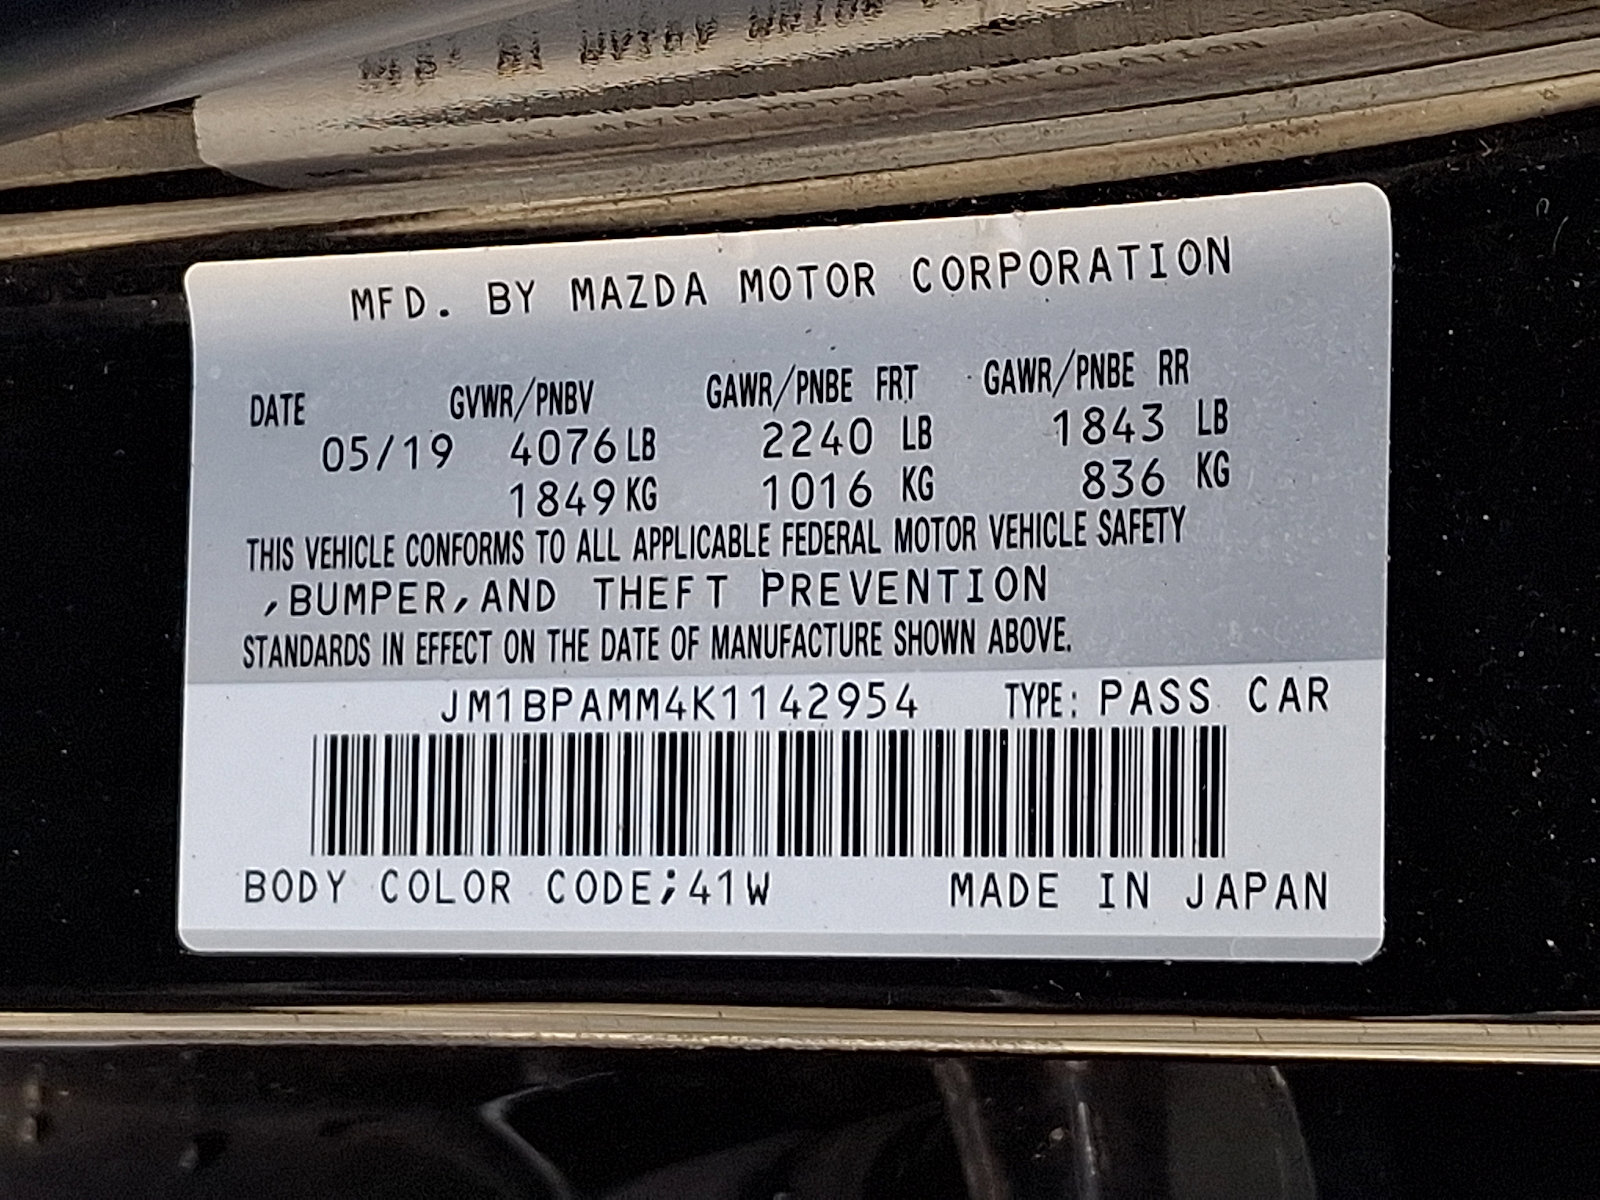 MFD. BY MAZDA MOTOR CORPORATION
DATE GVWR/PNBV GAWR/PNBE FRT GAWR/PNBE RR
05/19 4076 LB 2240 LB 1843 LB
1849 KG 1016 KG 836 KG
THIS VEHICLE CONFORMS TO ALL APPLICABLE FEDERAL MOTOR VEHICLE SAFETY
,BUMPER,AND THEFT PREVENTION
STANDARDS IN EFFECT ON THE DATE OF MANUFACTURE SHOWN ABOVE.
JM1BPAMM4K1142954 TYPE: PASS CAR
BODY COLOR CODE;41W MADE IN JAPAN